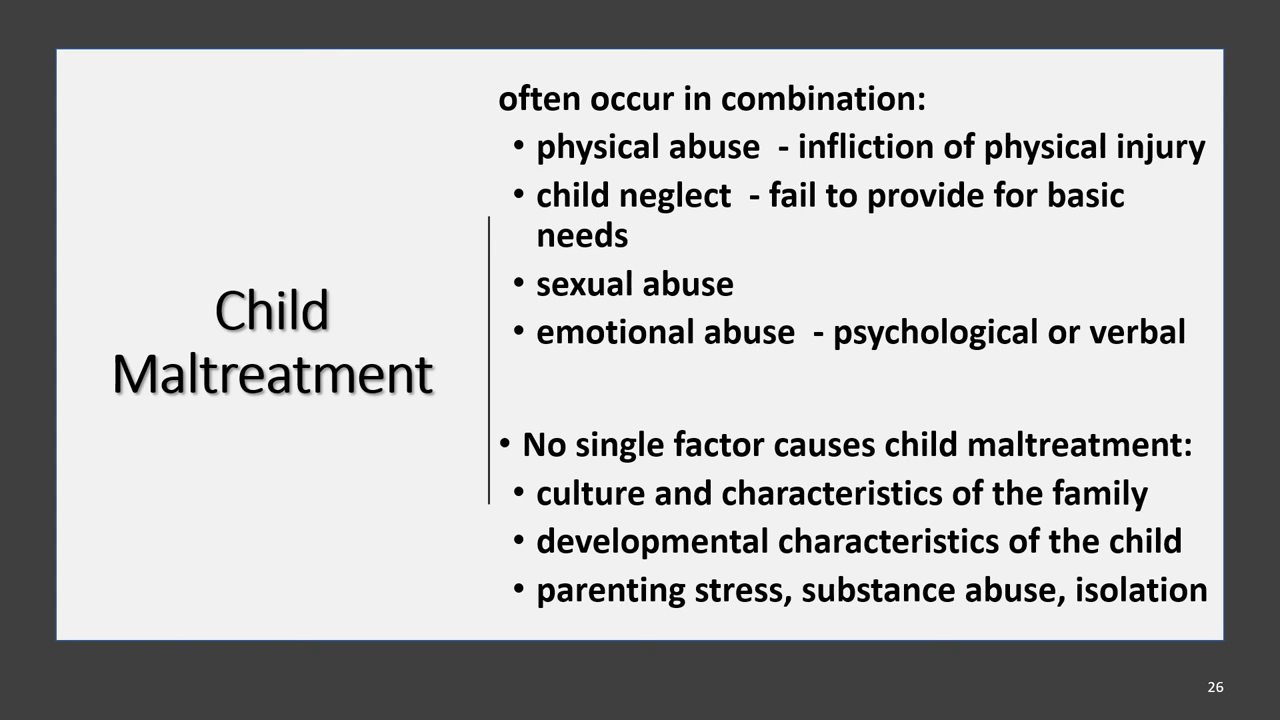 Child
Maltreatment
often occur in combination:
• physical abuse  - infliction of physical injury
• child neglect  - fail to provide for basic
needs
• sexual abuse
• emotional abuse  - psychological or verbal
• No single factor causes child maltreatment:
• culture and characteristics of the family
• developmental characteristics of the child
• parenting stress, substance abuse, isolation
26